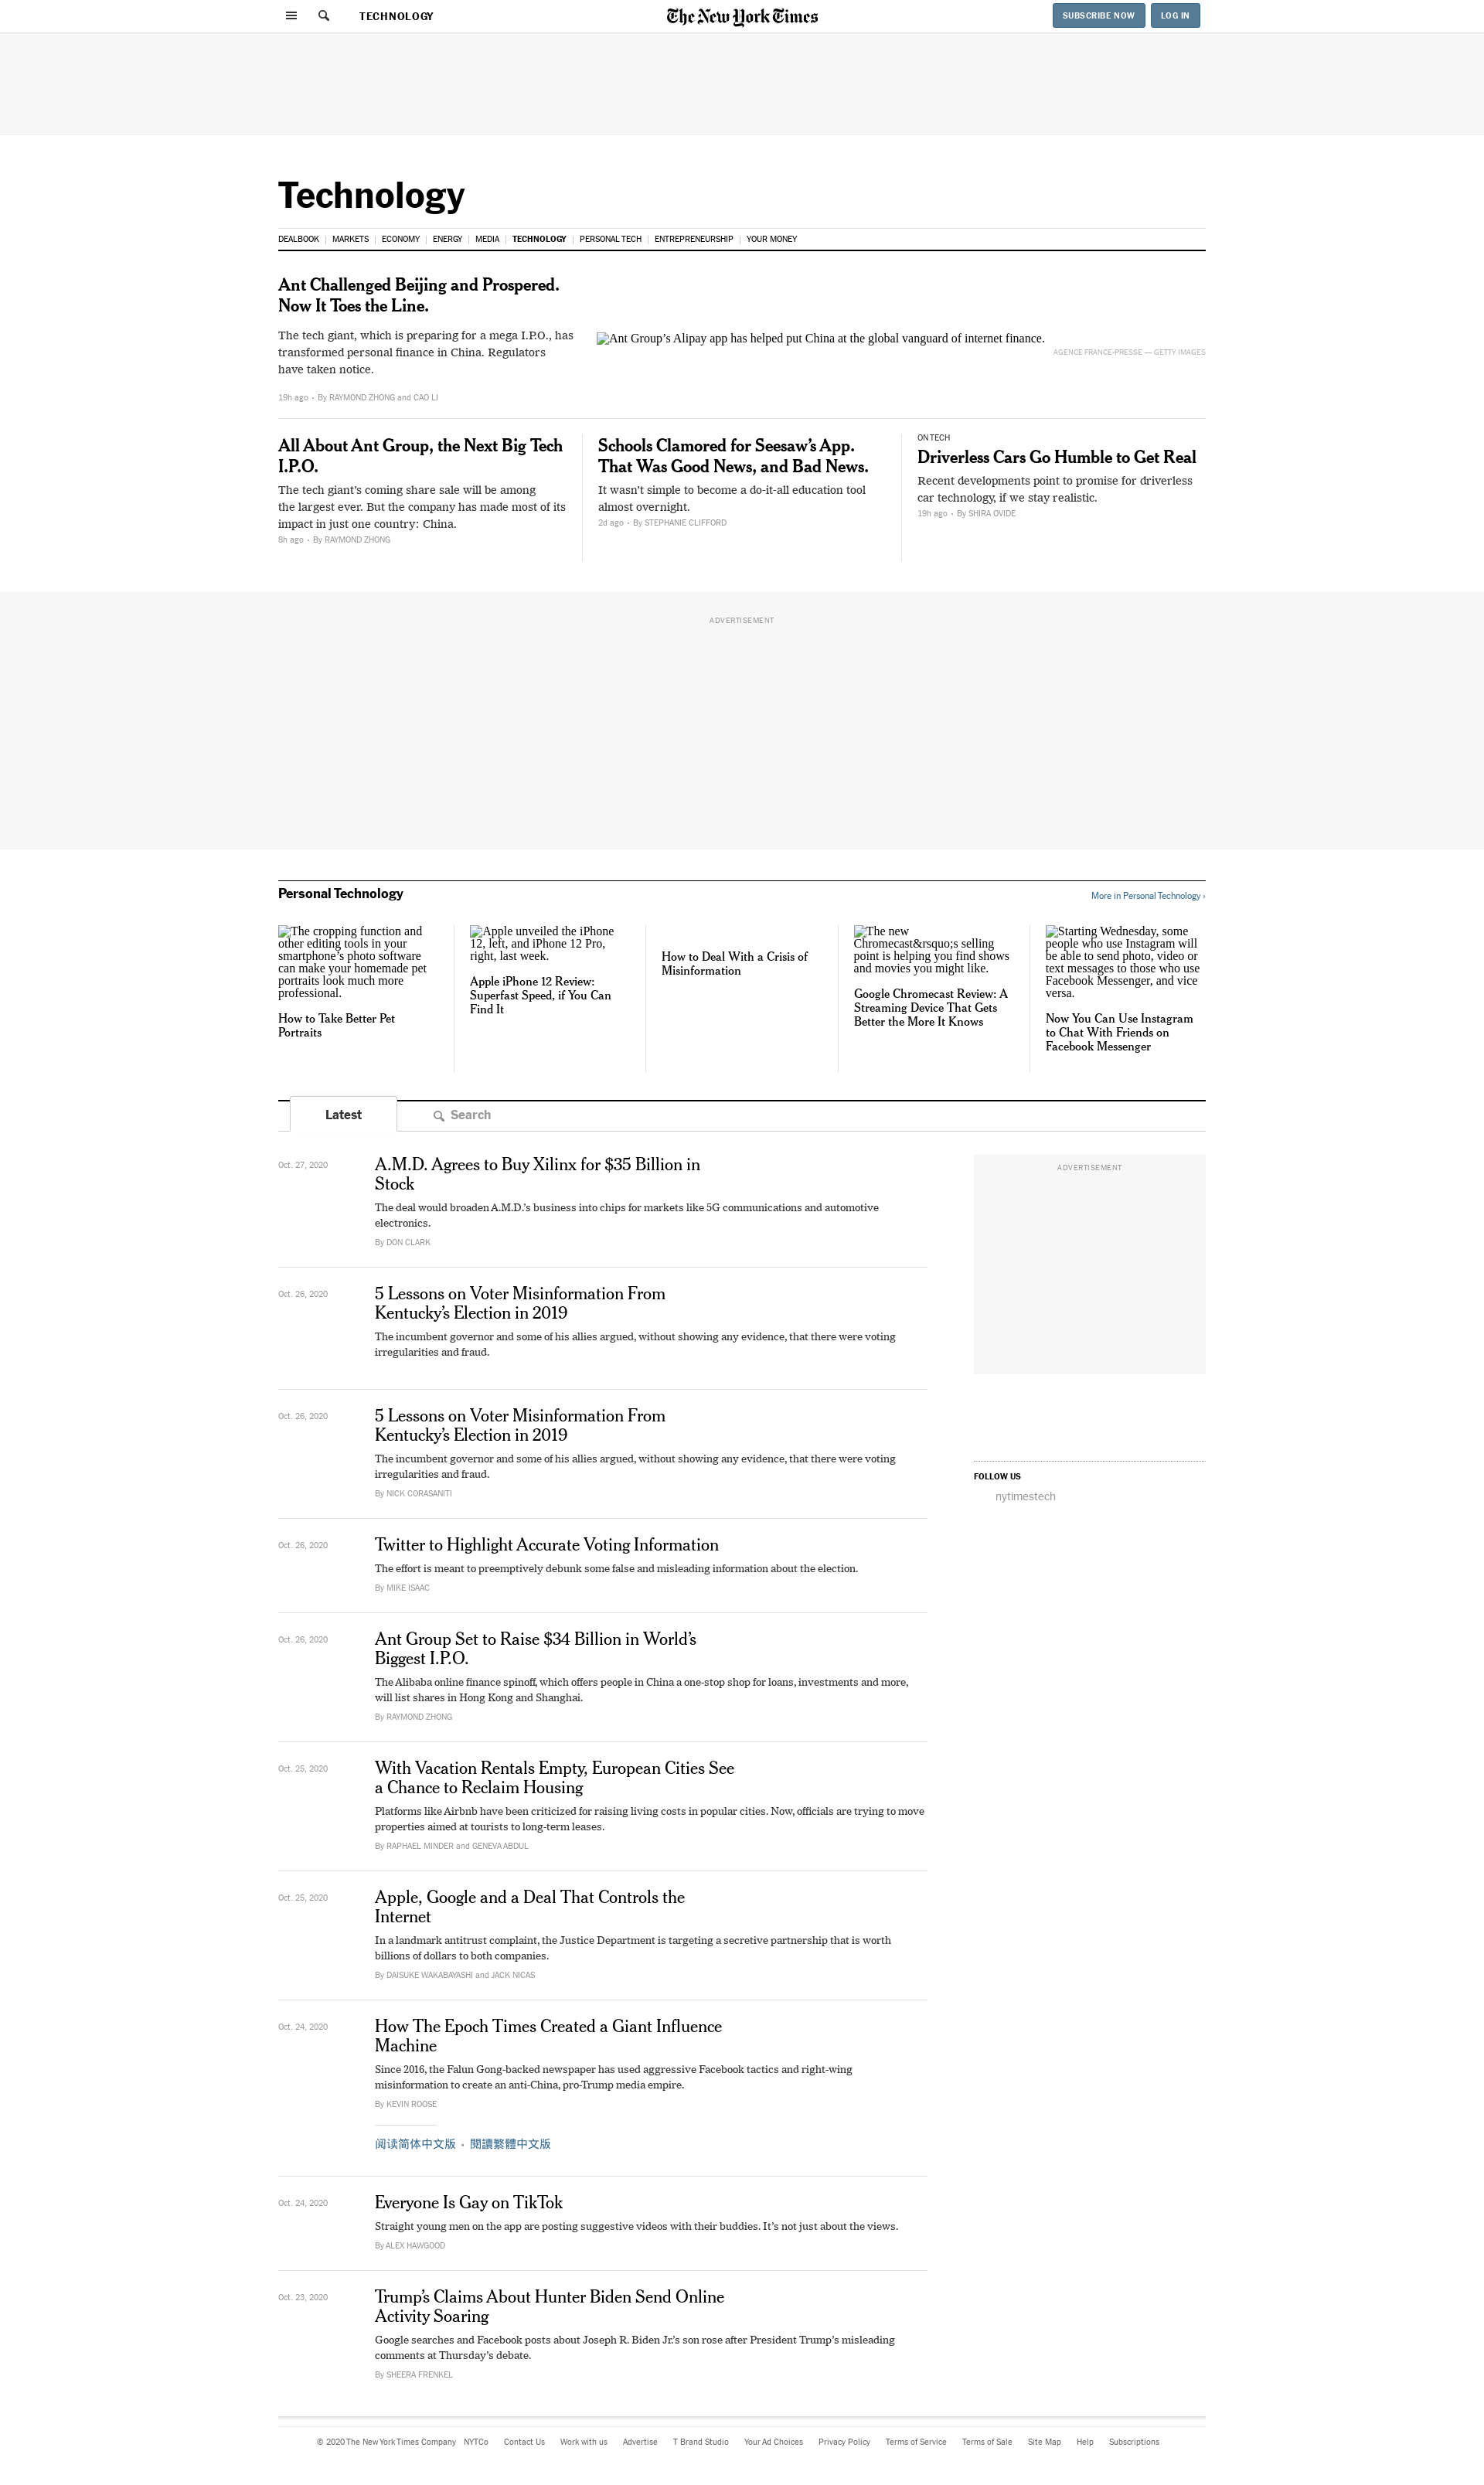 TECHNOLOGY
The New York Times
SUBSCRIBE NOW
LOG IN
Technology
DEALBOOK | MARKETS | ECONOMY | ENERGY | MEDIA | TECHNOLOGY | PERSONAL TECH | ENTREPRENEURSHIP | YOUR MONEY
Ant Challenged Beijing and Prospered.
Now It Toes the Line.
The tech giant, which is preparing for a mega I.P.O., has
transformed personal finance in China. Regulators
have taken notice.
19h ago • By RAYMOND ZHONG and CAO LI
Ant Group’s Alipay app has helped put China at the global vanguard of internet finance.
AGENCE FRANCE-PRESSE — GETTY IMAGES
All About Ant Group, the Next Big Tech
I.P.O.
The tech giant’s coming share sale will be among
the largest ever. But the company has made most of its
impact in just one country: China.
8h ago • By RAYMOND ZHONG
Schools Clamored for Seesaw’s App.
That Was Good News, and Bad News.
It wasn’t simple to become a do-it-all education tool
almost overnight.
2d ago • By STEPHANIE CLIFFORD
ON TECH
Driverless Cars Go Humble to Get Real
Recent developments point to promise for driverless
car technology, if we stay realistic.
19h ago • By SHIRA OVIDE
ADVERTISEMENT
Personal Technology
More in Personal Technology ›
The cropping function and
other editing tools in your
smartphone’s photo software
can make your homemade pet
portraits look much more
professional.
How to Take Better Pet
Portraits
Apple unveiled the iPhone
12, left, and iPhone 12 Pro,
right, last week.
Apple iPhone 12 Review:
Superfast Speed, if You Can
Find It
How to Deal With a Crisis of
Misinformation
The new
Chromecast&rsquo;s selling
point is helping you find shows
and movies you might like.
Google Chromecast Review: A
Streaming Device That Gets
Better the More It Knows
Starting Wednesday, some
people who use Instagram will
be able to send photo, video or
text messages to those who use
Facebook Messenger, and vice
versa.
Now You Can Use Instagram
to Chat With Friends on
Facebook Messenger
Latest
Search
Oct. 27, 2020
A.M.D. Agrees to Buy Xilinx for $35 Billion in
Stock
The deal would broaden A.M.D.’s business into chips for markets like 5G communications and automotive
electronics.
By DON CLARK
ADVERTISEMENT
Oct. 26, 2020
5 Lessons on Voter Misinformation From
Kentucky’s Election in 2019
The incumbent governor and some of his allies argued, without showing any evidence, that there were voting
irregularities and fraud.
Oct. 26, 2020
5 Lessons on Voter Misinformation From
Kentucky’s Election in 2019
The incumbent governor and some of his allies argued, without showing any evidence, that there were voting
irregularities and fraud.
By NICK CORASANITI
FOLLOW US
nytimestech
Oct. 26, 2020
Twitter to Highlight Accurate Voting Information
The effort is meant to preemptively debunk some false and misleading information about the election.
By MIKE ISAAC
Oct. 26, 2020
Ant Group Set to Raise $34 Billion in World’s
Biggest I.P.O.
The Alibaba online finance spinoff, which offers people in China a one-stop shop for loans, investments and more,
will list shares in Hong Kong and Shanghai.
By RAYMOND ZHONG
Oct. 25, 2020
With Vacation Rentals Empty, European Cities See
a Chance to Reclaim Housing
Platforms like Airbnb have been criticized for raising living costs in popular cities. Now, officials are trying to move
properties aimed at tourists to long-term leases.
By RAPHAEL MINDER and GENEVA ABDUL
Oct. 25, 2020
Apple, Google and a Deal That Controls the
Internet
In a landmark antitrust complaint, the Justice Department is targeting a secretive partnership that is worth
billions of dollars to both companies.
By DAISUKE WAKABAYASHI and JACK NICAS
Oct. 24, 2020
How The Epoch Times Created a Giant Influence
Machine
Since 2016, the Falun Gong-backed newspaper has used aggressive Facebook tactics and right-wing
misinformation to create an anti-China, pro-Trump media empire.
By KEVIN ROOSE
阅读简体中文版 • 閱讀繁體中文版
Oct. 24, 2020
Everyone Is Gay on TikTok
Straight young men on the app are posting suggestive videos with their buddies. It’s not just about the views.
By ALEX HAWGOOD
Oct. 23, 2020
Trump’s Claims About Hunter Biden Send Online
Activity Soaring
Google searches and Facebook posts about Joseph R. Biden Jr.’s son rose after President Trump’s misleading
comments at Thursday’s debate.
By SHEERA FRENKEL
© 2020 The New York Times Company NYTCo Contact Us Work with us Advertise T Brand Studio Your Ad Choices Privacy Policy Terms of Service Terms of Sale Site Map Help Subscriptions